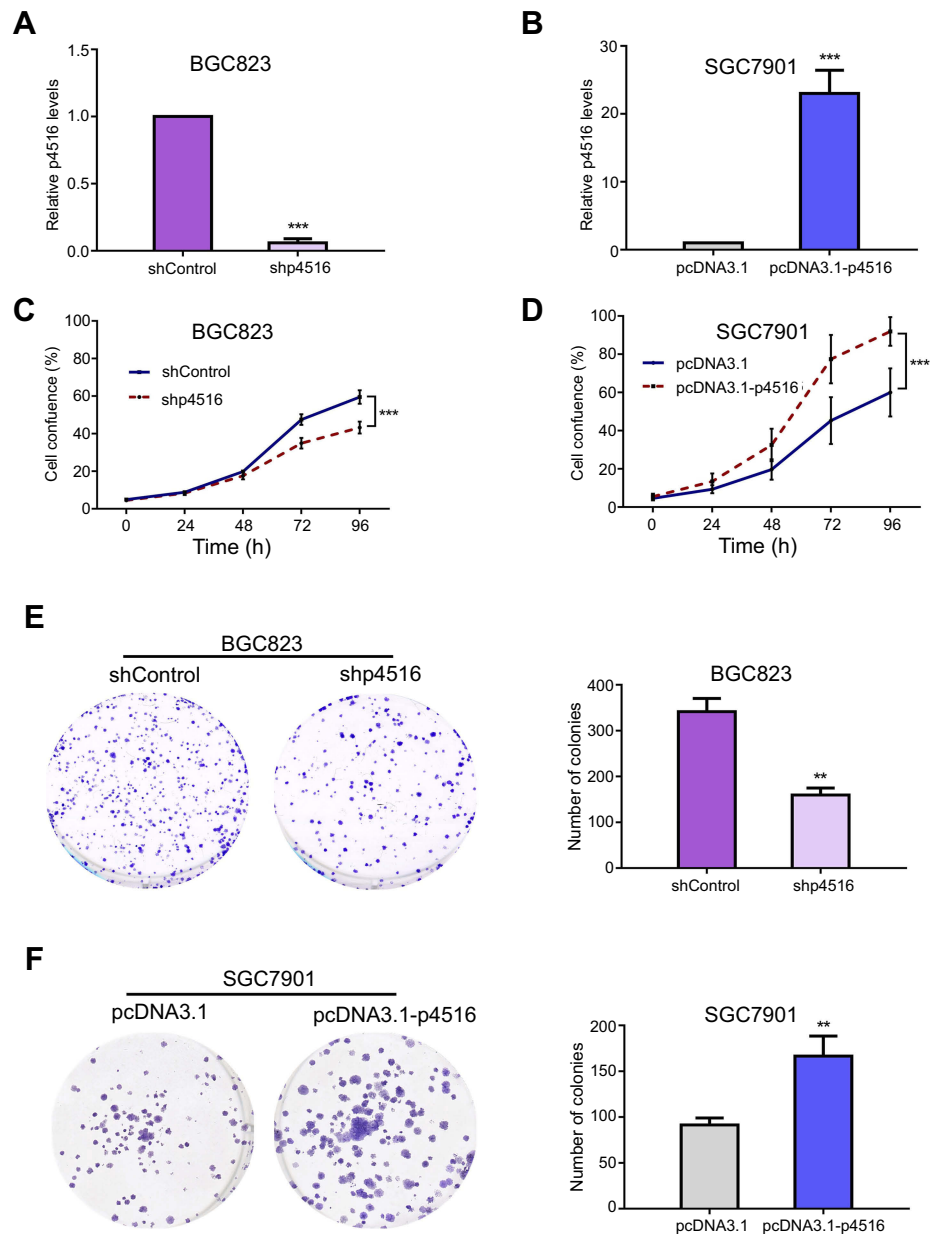 A
BGC823
Relative p4516 levels
1.5
1.0
0.5
0.0
***
shControl
shp4516
B
SGC7901
Relative p4516 levels
30
20
10
0
***
pcDNA3.1
pcDNA3.1-p4516
C
BGC823
Cell confuence (%)
100
80
60
40
20
0
shControl
shp4516
***
0 24 48 72 96
Time (h)
D
SGC7901
Cell confuence (%)
100
80
60
40
20
0
pcDNA3.1
pcDNA3.1-p4516
***
0 24 48 72 96
Time (h)
E
BGC823
shControl
shp4516
BGC823
Number of colonies
400
300
200
100
0
**
shControl
shp4516
F
SGC7901
pcDNA3.1
pcDNA3.1-p4516
SGC7901
Number of colonies
200
150
100
50
0
**
pcDNA3.1
pcDNA3.1-p4516